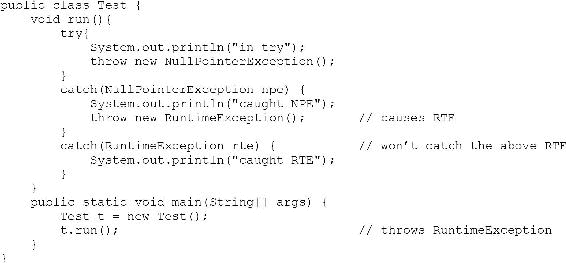 public class Test {
    void run(){
        try{
            System.out.println("in try");
            throw new NullPointerException();
        }
        catch(NullPointerException npe) {
            System.out.println("caught NPE");
            throw new RuntimeException();        // causes RTE
        }
        catch(RuntimeException rte) {            // won't catch the above RTE
            System.out.println("caught RTE");
        }
    }
    public static void main(String[] args) {
        Test t = new Test();
        t.run();                                 // throws RuntimeException
    }
}